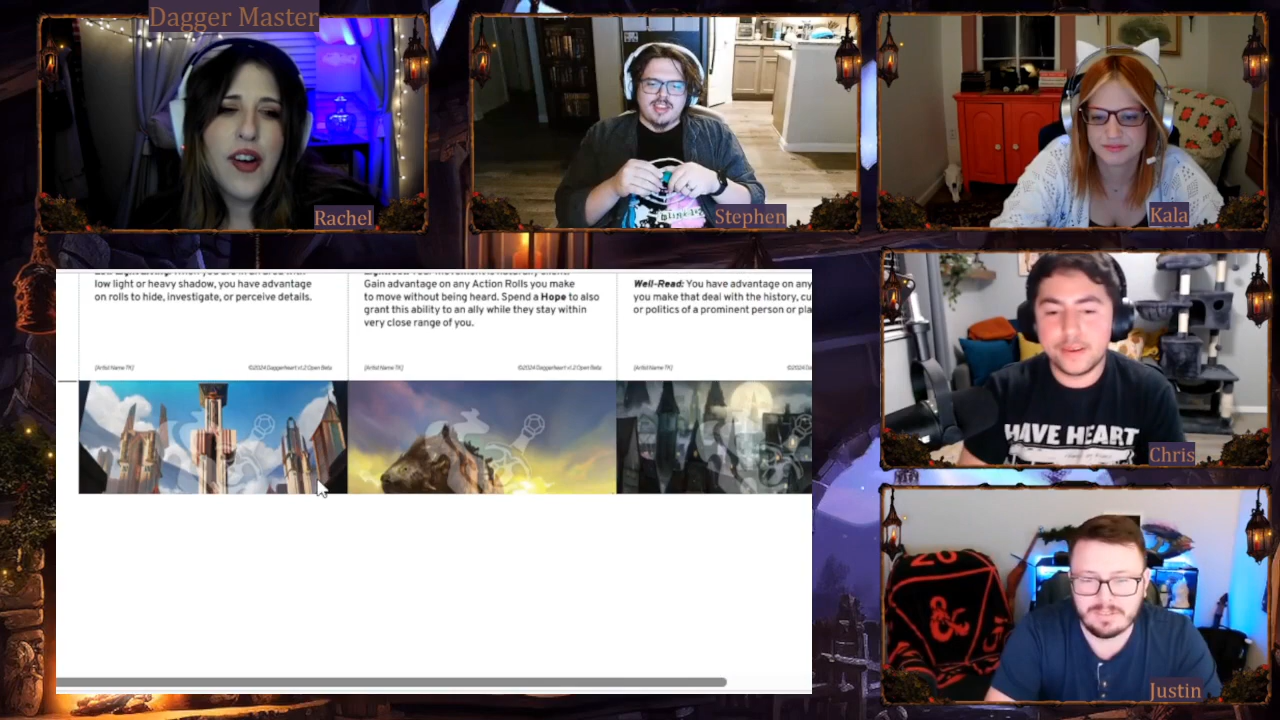 Dagger Master
Rachel
Stephen
Kala
low light or heavy shadow, you have advantage
on rolls to hide, investigate, or perceive details.
[Artist Name TK] ©2024 Daggerheart v1.2 Open Beta
Gain advantage on any Action Rolls you make
to move without being heard. Spend a Hope to also
grant this ability to an ally while they stay within
very close range of you.
[Artist Name TK] ©2024 Daggerheart v1.2 Open Beta
Well-Read: You have advantage on any
you make that deal with the history, cu
or politics of a prominent person or pla
[Artist Name TK] ©2024 Da
HAVE HEART
Chris
20
&
Justin